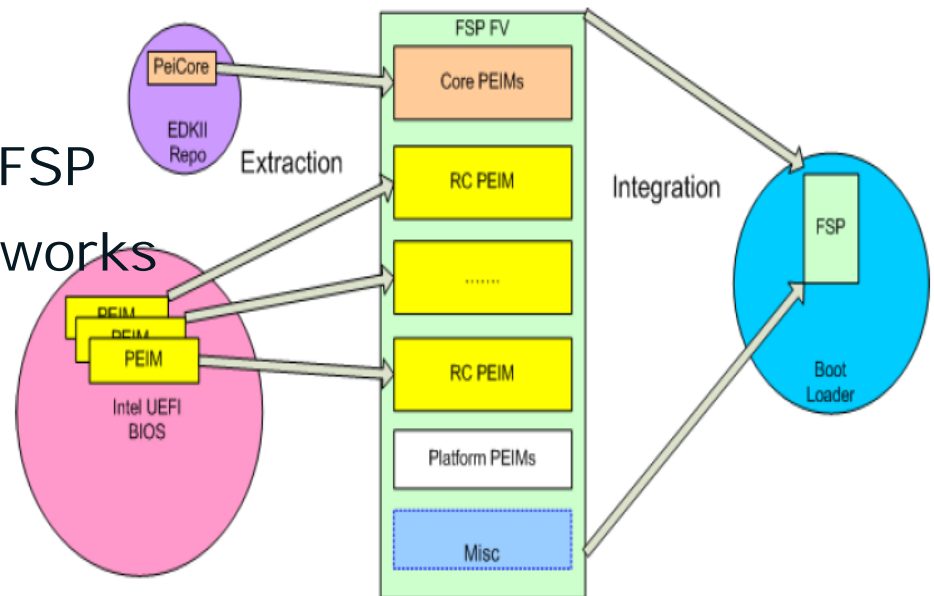 FSP FV
PeiCore
EDKII
Repo
FSP
works
Extraction
Core PEIMs
RC PEIM
.......
RC PEIM
Platform PEIMs
Misc
Integration
FSP
Boot
Loader
PEIM
PEIM
PEIM
Intel UEFI
BIOS